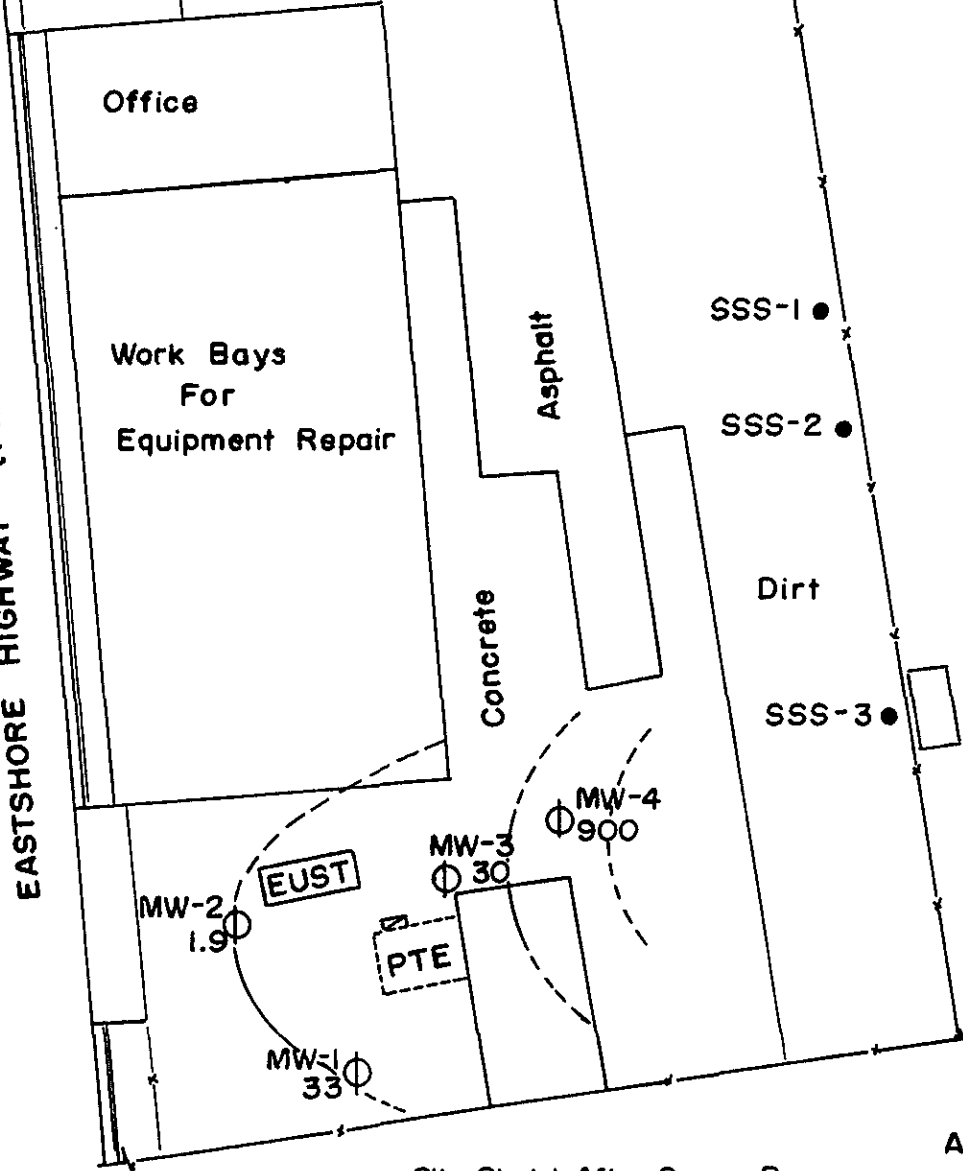 Office
Work Bays
For
Equipment Repair
Asphalt
Concrete
EASTSHORE HIGHWAY
SSS-1
SSS-2
Dirt
SSS-3
MW-4
900
MW-3
30
EUST
MW-2
1.9
PTE
MW-1
33
A